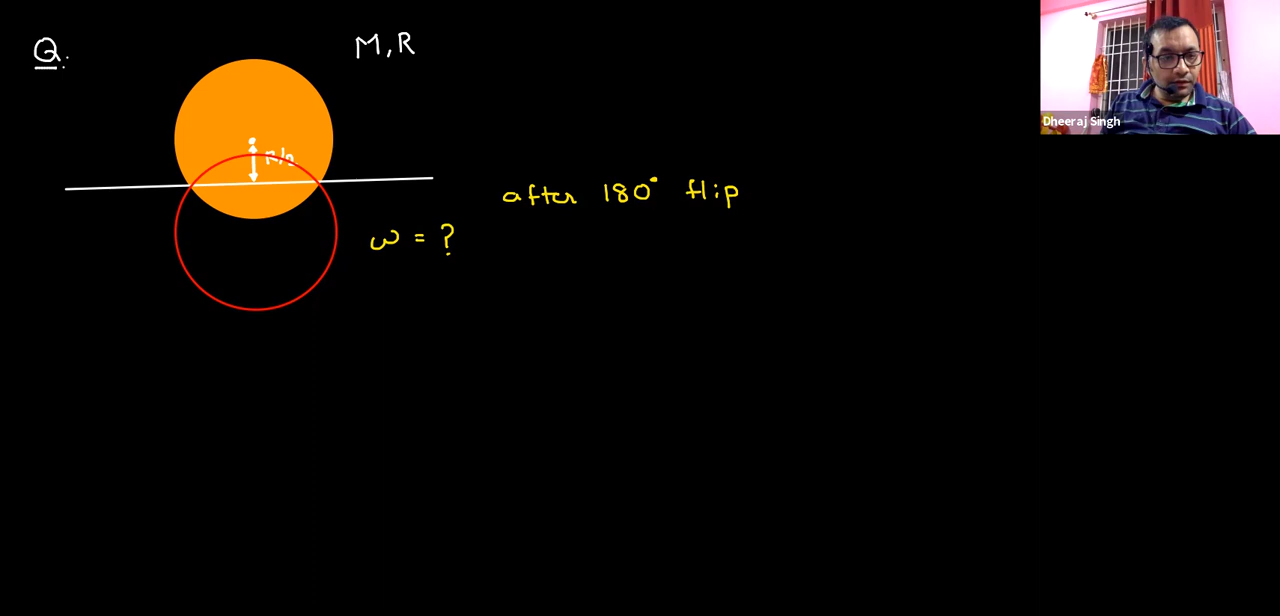 Q.
M, R
R/2
after 180° flip
ω = ?
Dheeraj Singh